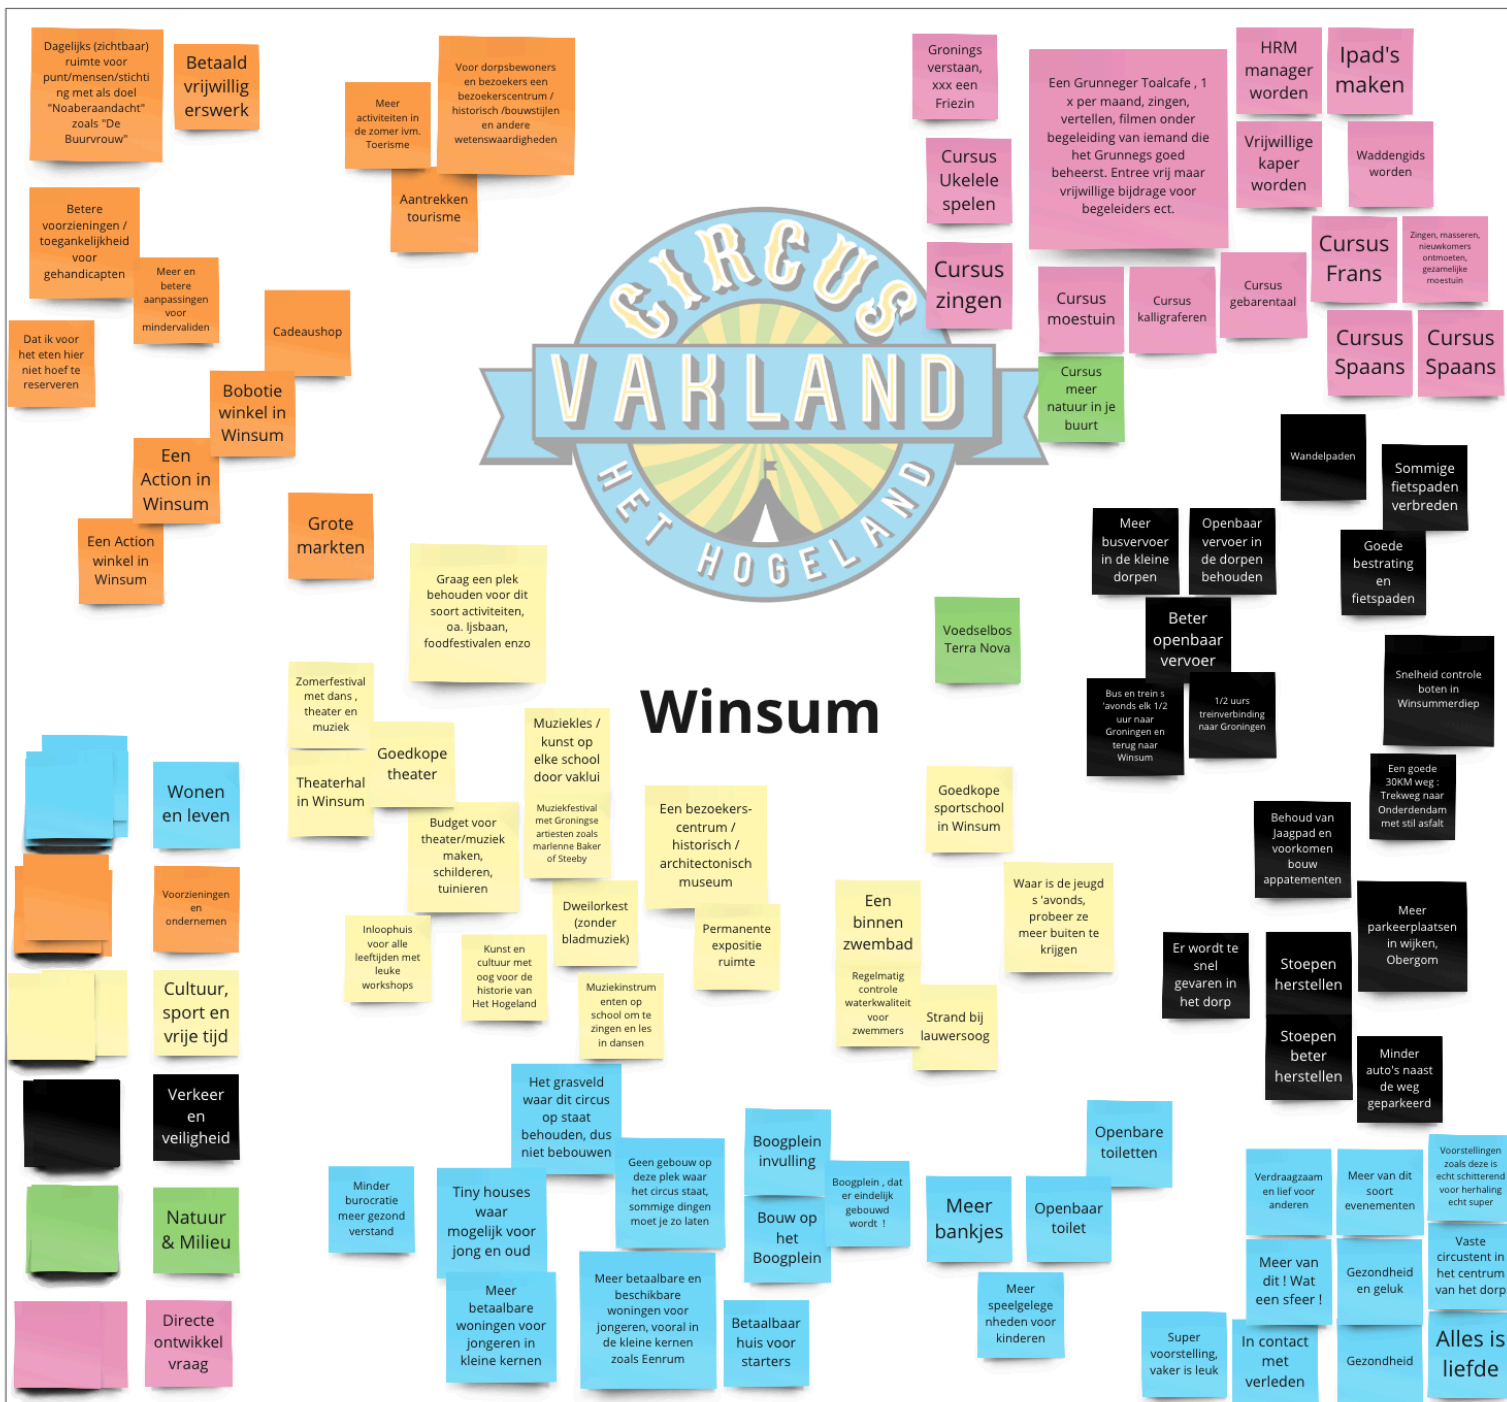 Dagelijks (zichtbaar)
ruimte voor
punt/mensen/stichti
ng met als doel
"Noaberaandacht"
zoals "De
Buurvrouw"
Betaald
vrijwillig
erswerk
Meer
activiteiten in
de zomer ivm.
Toerisme
Voor dorpsbewoners
en bezoekers een
bezoekerscentrum /
historisch /bouwstijlen
en andere
wetenswaardigheden
Aantrekken
tourisme
Betere
voorzieningen /
toegankelijkheid
voor
gehandicapten
Meer en
betere
aanpassingen
voor
mindervaliden
Dat ik voor
het eten hier
niet hoef te
reserveren
Cadeaushop
Bobotie
winkel in
Winsum
Een
Action in
Winsum
Een Action
winkel in
Winsum
Grote
markten
CIRCUS
VAKLAND
HET HOGELAND
Gronings
verstaan,
xxx een
Friezin
Cursus
Ukelele
spelen
Cursus
zingen
Een Grunneger Toalcafe , 1
x per maand, zingen,
vertellen, filmen onder
begeleiding van iemand die
het Grunnegs goed
beheerst. Entree vrij maar
vrijwillige bijdrage voor
begeleiders ect.
HRM
manager
worden
Ipad's
maken
Vrijwillige
kaper
worden
Waddengids
worden
Cursus
moestuin
Cursus
kalligraferen
Cursus
gebarentaal
Cursus
Frans
Zingen, masseren,
nieuwkomers
ontmoeten,
gezamelijke
moestuin
Cursus
Spaans
Cursus
Spaans
Cursus
meer
natuur in je
buurt
Wandelpaden
Sommige
fietspaden
verbreden
Meer
busvervoer
in de kleine
dorpen
Openbaar
vervoer in
de dorpen
behouden
Goede
bestrating
en
fietspaden
Beter
openbaar
vervoer
Bus en trein s
'avonds elk 1/2
uur naar
Groningen en
terug naar
Winsum
1/2 uurs
treinverbinding
naar Groningen
Snelheid controle
boten in
Winsummerdiep
Een goede
30KM weg :
Trekweg naar
Onderdendam
met stil asfalt
Behoud van
Jaagpad en
voorkomen
bouw
appatementen
Meer
parkeerplaatsen
in wijken,
Obergom
Er wordt te
snel
gevaren in
het dorp
Stoepen
herstellen
Stoepen
beter
herstellen
Minder
auto's naast
de weg
geparkeerd
Voedselbos
Terra Nova
Winsum
Graag een plek
behouden voor dit
soort activiteiten,
oa. Ijsbaan,
foodfestivalen enzo
Zomerfestival
met dans ,
theater en
muziek
Goedkope
theater
Theaterhal
in Winsum
Muziekles /
kunst op
elke school
door vaklui
Budget voor
theater/muziek
maken,
schilderen,
tuinieren
Muziekfestival
met Groningse
artiesten zoals
marlenne Baker
of Steeby
Een bezoekers-
centrum /
historisch /
architectonisch
museum
Inloophuis
voor alle
leeftijden met
leuke
workshops
Kunst en
cultuur met
oog voor de
historie van
Het Hogeland
Dweilorkest
(zonder
bladmuziek)
Permanente
expositie
ruimte
Muziekinstrum
enten op
school om te
zingen en les
in dansen
Goedkope
sportschool
in Winsum
Een
binnen
zwembad
Waar is de jeugd
s 'avonds,
probeer ze
meer buiten te
krijgen
Regelmatig
controle
waterkwaliteit
voor
zwemmers
Strand bij
lauwersoog
Wonen
en leven
Voorzieningen
en
ondernemen
Cultuur,
sport en
vrije tijd
Verkeer
en
veiligheid
Natuur
& Milieu
Directe
ontwikkel
vraag
Het grasveld
waar dit circus
op staat
behouden, dus
niet bebouwen
Minder
burocratie
meer gezond
verstand
Tiny houses
waar
mogelijk voor
jong en oud
Geen gebouw op
deze plek waar
het circus staat,
sommige dingen
moet je zo laten
Boogplein
invulling
Boogplein , dat
er eindelijk
gebouwd
wordt !
Bouw op
het
Boogplein
Meer
betaalbare
woningen voor
jongeren in
kleine kernen
Meer betaalbare en
beschikbare
woningen voor
jongeren, vooral in
de kleine kernen
zoals Eenrum
Betaalbaar
huis voor
starters
Openbare
toiletten
Meer
bankjes
Openbaar
toilet
Meer
speelgelege
nheden voor
kinderen
Verdraagzaam
en lief voor
anderen
Meer van dit
soort
evenementen
Voorstellingen
zoals deze is
echt schitterend
voor herhaling
echt super
Meer van
dit ! Wat
een sfeer !
Gezondheid
en geluk
Vaste
circustent in
het centrum
van het dorp
Super
voorstelling,
vaker is leuk
In contact
met
verleden
Gezondheid
Alles is
liefde